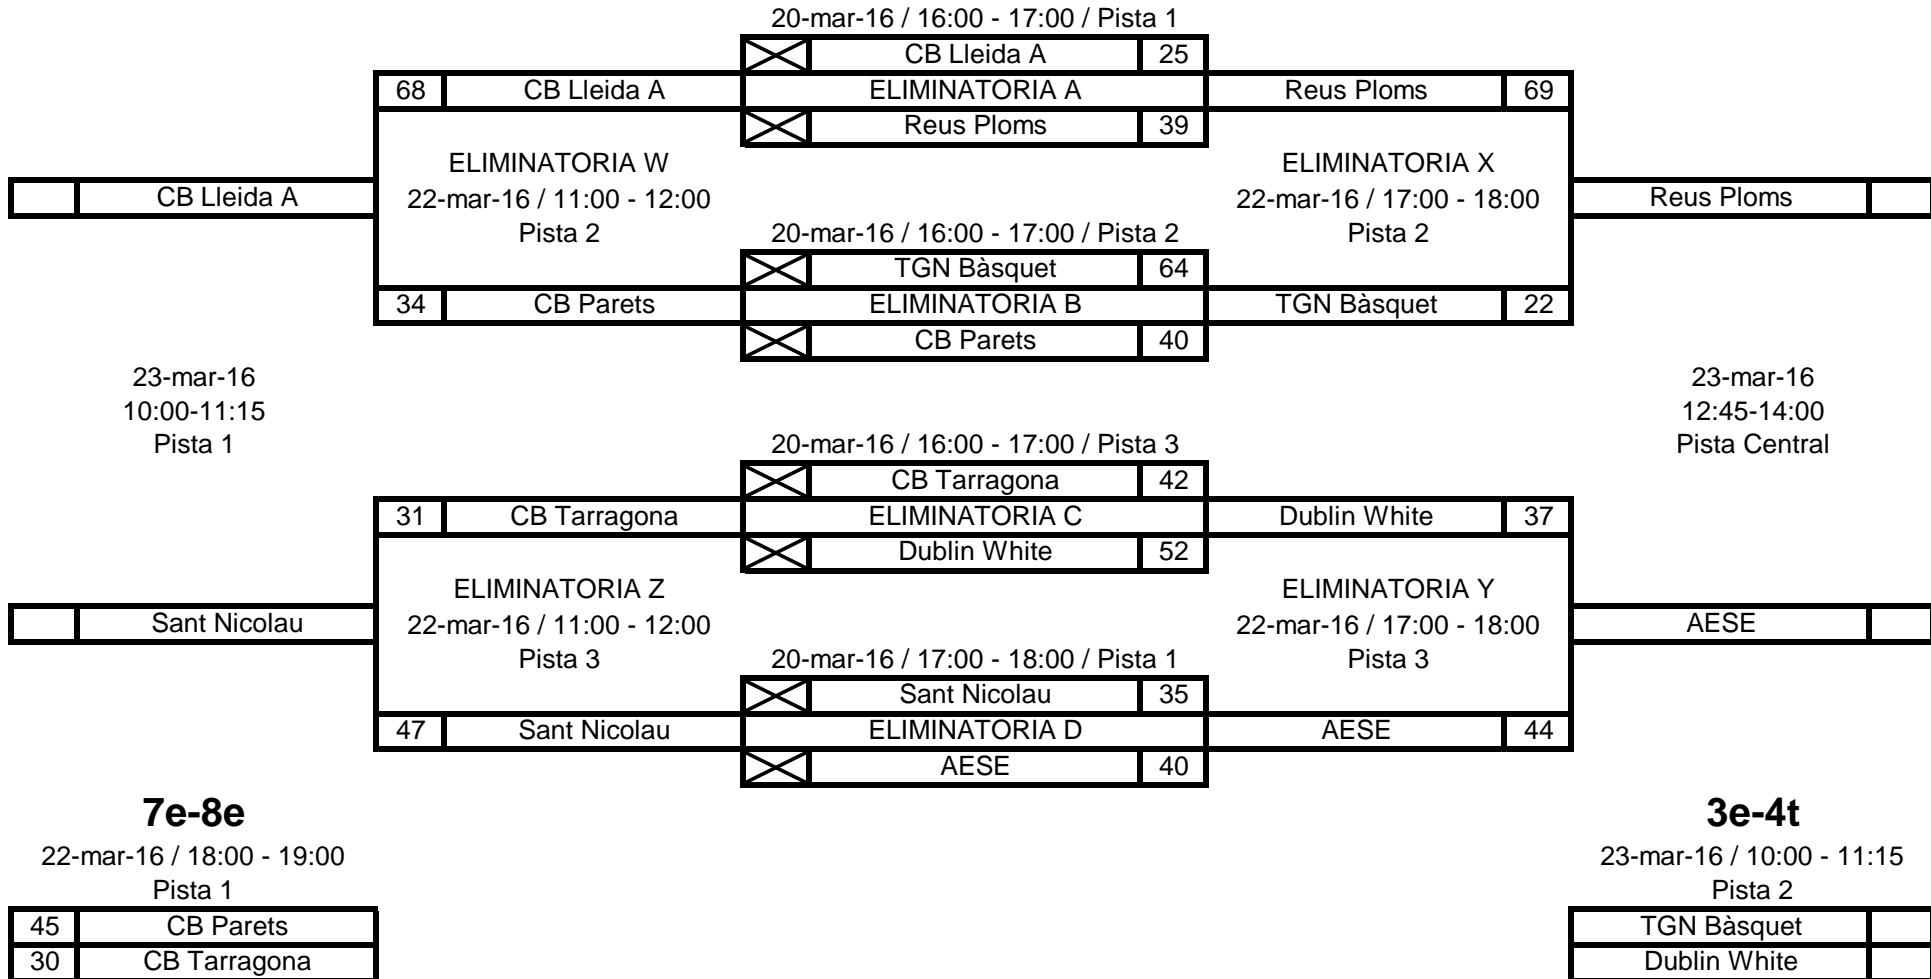 20-mar-16 / 16:00 - 17:00 / Pista 1
CB Lleida A 25
68 CB Lleida A ELIMINATORIA A Reus Ploms 69
Reus Ploms 39
ELIMINATORIA W ELIMINATORIA X
CB Lleida A 22-mar-16 / 11:00 - 12:00 22-mar-16 / 17:00 - 18:00 Reus Ploms
Pista 2 20-mar-16 / 16:00 - 17:00 / Pista 2 Pista 2
TGN Bàsquet 64
34 CB Parets ELIMINATORIA B TGN Bàsquet 22
CB Parets 40
23-mar-16 23-mar-16
10:00-11:15 12:45-14:00
Pista 1 20-mar-16 / 16:00 - 17:00 / Pista 3 Pista Central
CB Tarragona 42
31 CB Tarragona ELIMINATORIA C Dublin White 37
Dublin White 52
ELIMINATORIA Z ELIMINATORIA Y
Sant Nicolau 22-mar-16 / 11:00 - 12:00 22-mar-16 / 17:00 - 18:00 AESE
Pista 3 20-mar-16 / 17:00 - 18:00 / Pista 1 Pista 3
Sant Nicolau 35
47 Sant Nicolau ELIMINATORIA D AESE 44
AESE 40
7e-8e 3e-4t
22-mar-16 / 18:00 - 19:00 23-mar-16 / 10:00 - 11:15
Pista 1 Pista 2
45 CB Parets TGN Bàsquet
30 CB Tarragona Dublin White